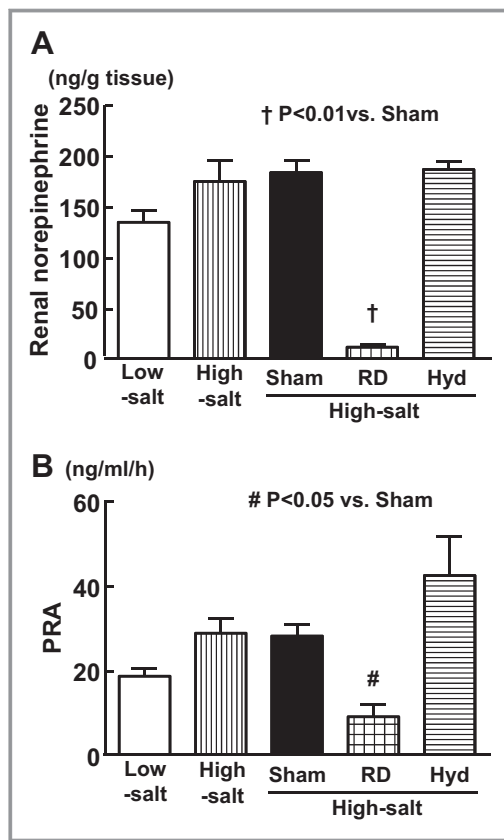 A
(ng/g tissue)
† P<0.01vs. Sham
Renal norepinephrine
250
200
150
100
50
0
†
Low
-salt
High
-salt
Sham RD Hyd
High-salt
B (ng/ml/h)
# P<0.05 vs. Sham
PRA
60
40
20
0
#
Low
-salt
High
-salt
Sham RD Hyd
High-salt